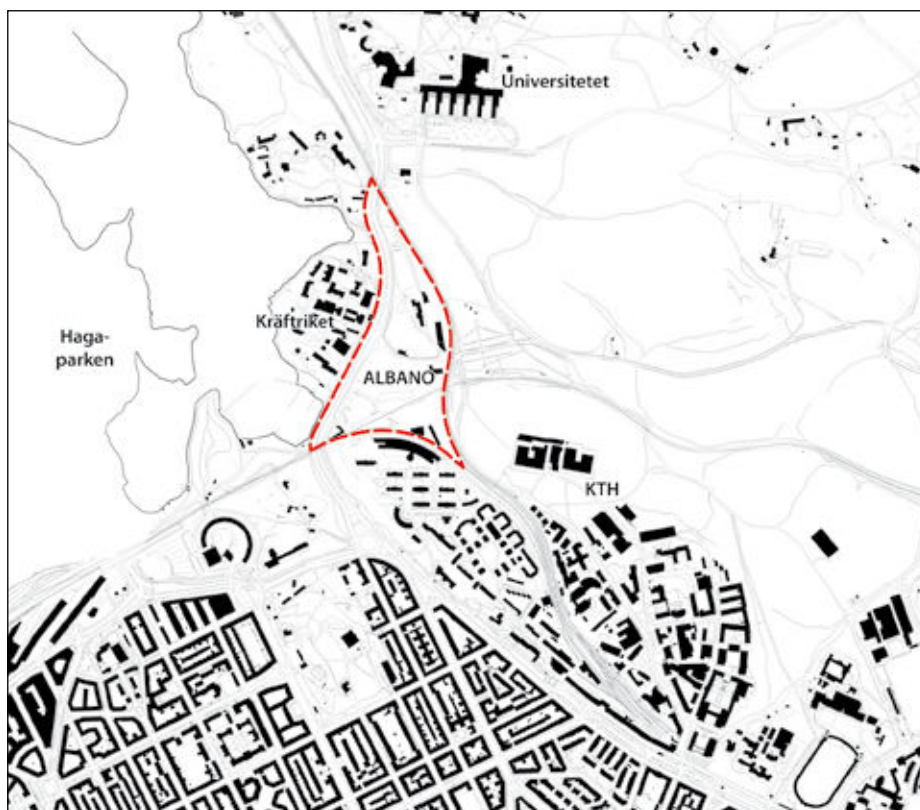 Universitetet
Kräftriket
Haga-
parken
ALBANO
KTH